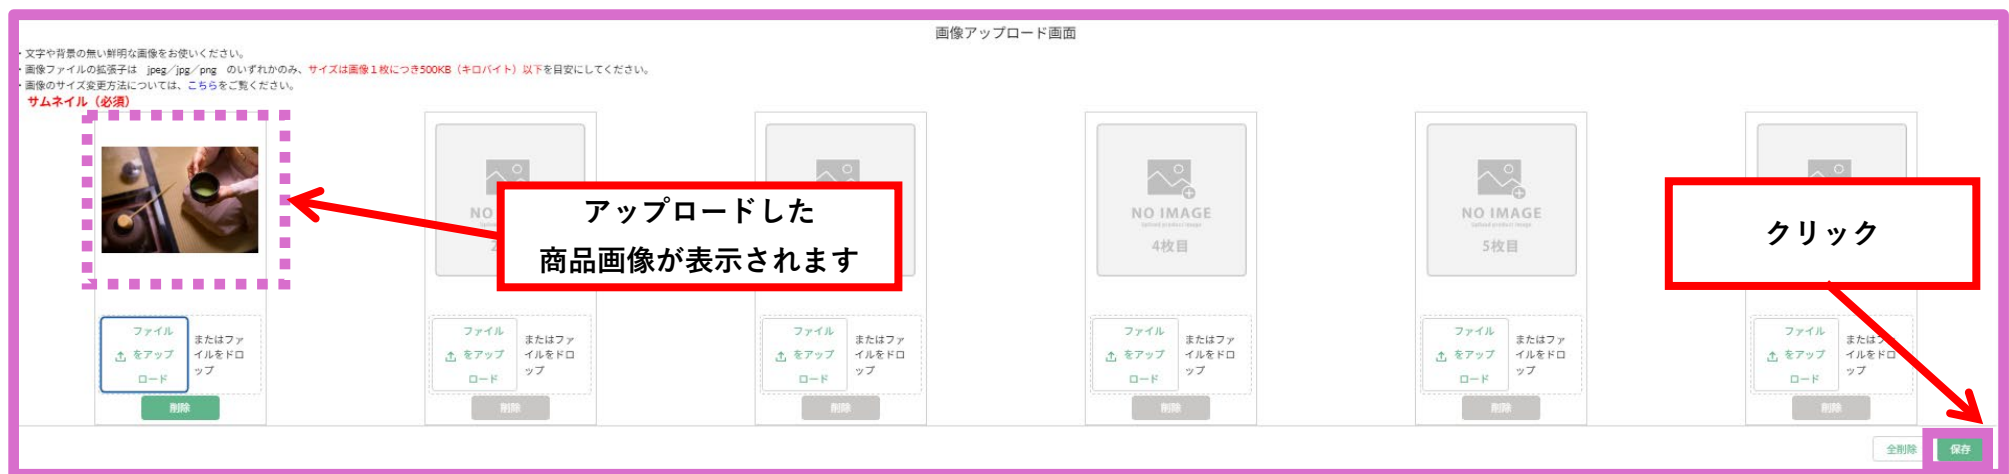 画像アップロード画面
・文字や背景の無い鮮明な画像をお使いください。
・画像ファイルの拡張子は jpeg／jpg／png のいずれかのみ、サイズは画像１枚につき500KB（キロバイト）以下を目安にしてください。
・画像のサイズ変更方法については、こちらをご覧ください。
サムネイル（必須）
NO
アップロードした
商品画像が表示されます
NO IMAGE
Upload product image
4枚目
NO IMAGE
Upload product image
5枚目
クリック
ファイル
をアップ
ロード
またはファ
イルをドロ
ップ
削除
ファイル
をアップ
ロード
またはファ
イルをドロ
ップ
削除
ファイル
をアップ
ロード
またはファ
イルをドロ
ップ
削除
ファイル
をアップ
ロード
またはファ
イルをドロ
ップ
削除
ファイル
をアップ
ロード
またはファ
イルをドロ
ップ
削除
ファイル
をアップ
ロード
またはファ
イルをドロ
ップ
削除
全削除
保存